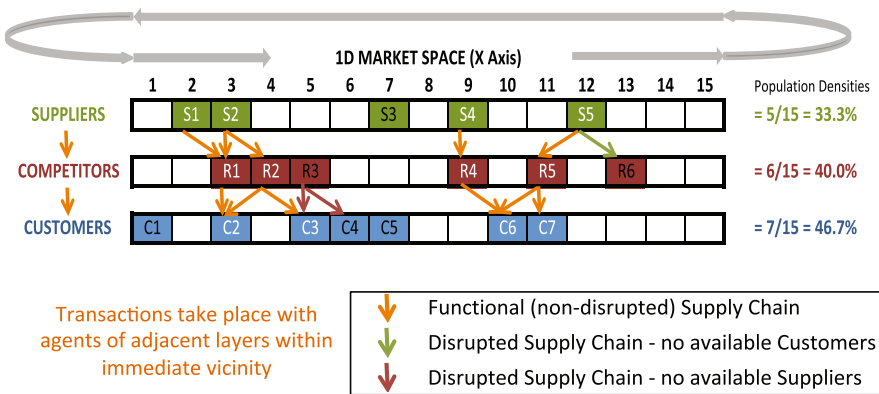 1D MARKET SPACE (X Axis)
1 2 3 4 5 6 7 8 9 10 11 12 13 14 15
Population Densities
SUPPLIERS S1 S2 S3 S4 S5 = 5/15 = 33.3%
COMPETITORS R1 R2 R3 R4 R5 R6 = 6/15 = 40.0%
CUSTOMERS C1 C2 C3 C4 C5 C6 C7 = 7/15 = 46.7%
Transactions take place with
agents of adjacent layers within
immediate vicinity
Functional (non-disrupted) Supply Chain
Disrupted Supply Chain - no available Customers
Disrupted Supply Chain - no available Suppliers